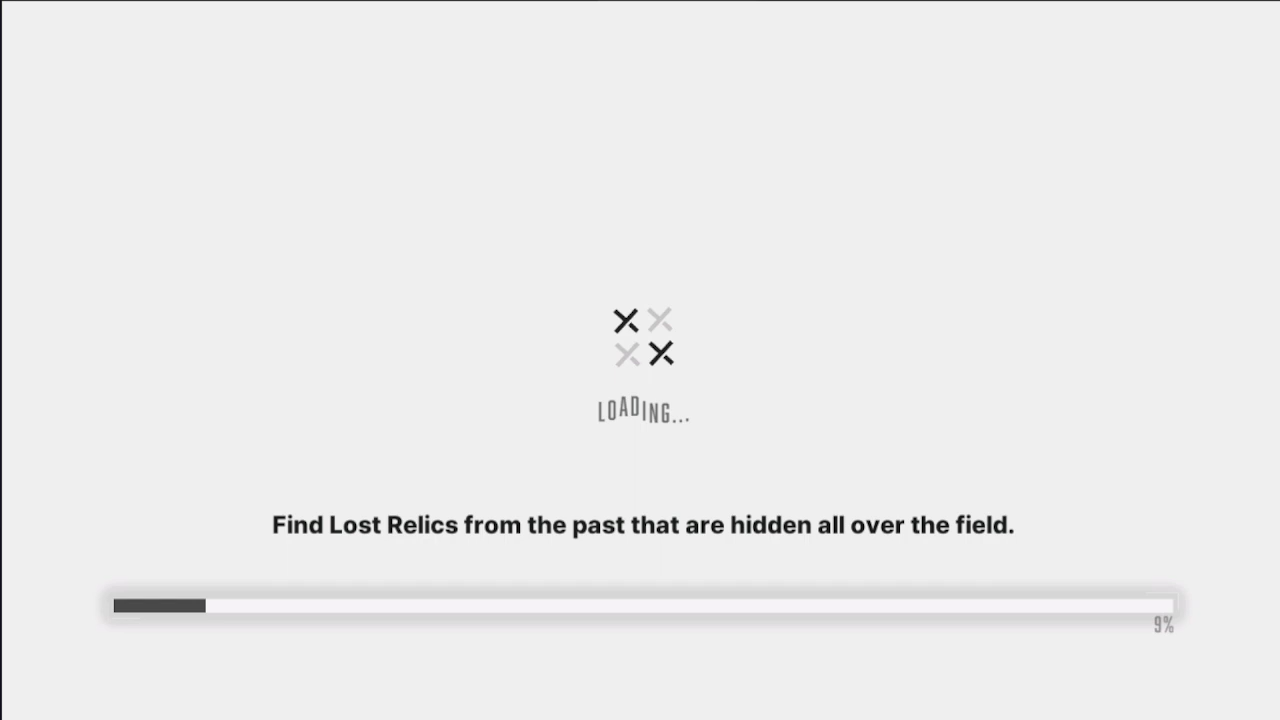 LOADING...
Find Lost Relics from the past that are hidden all over the field.
9%